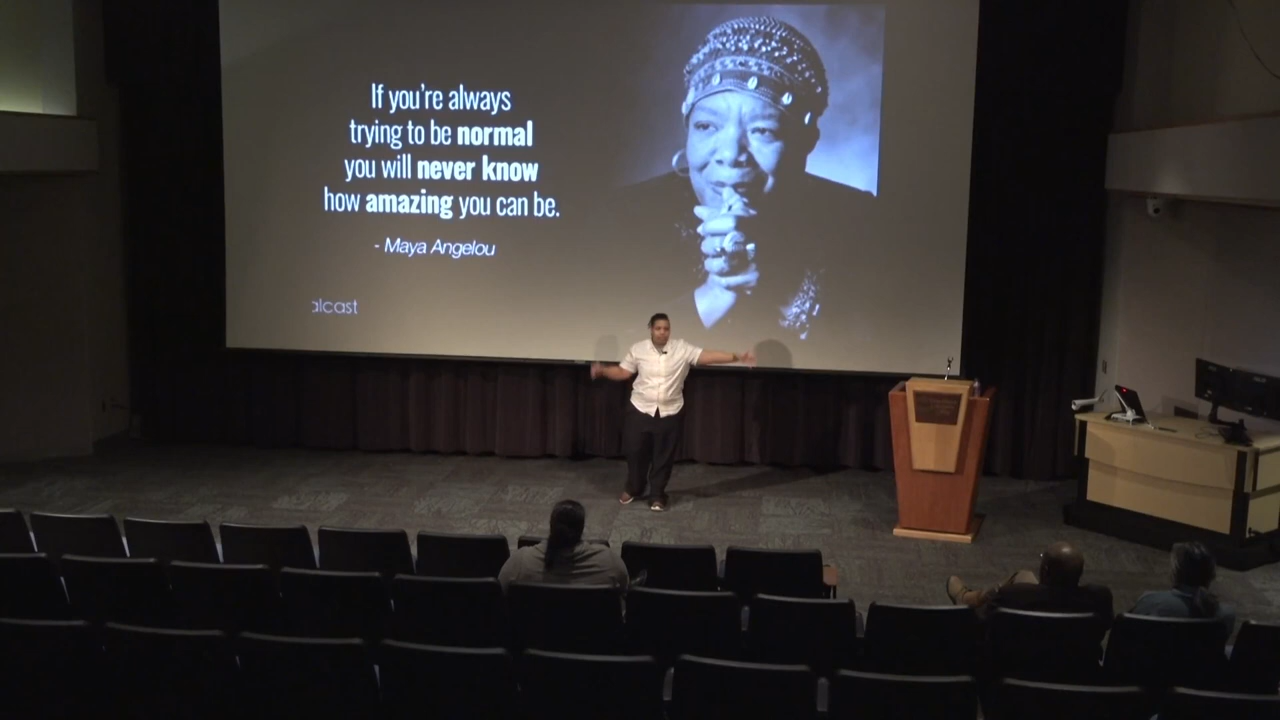 If you're always
trying to be normal
you will never know
how amazing you can be.
- Maya Angelou
alcast